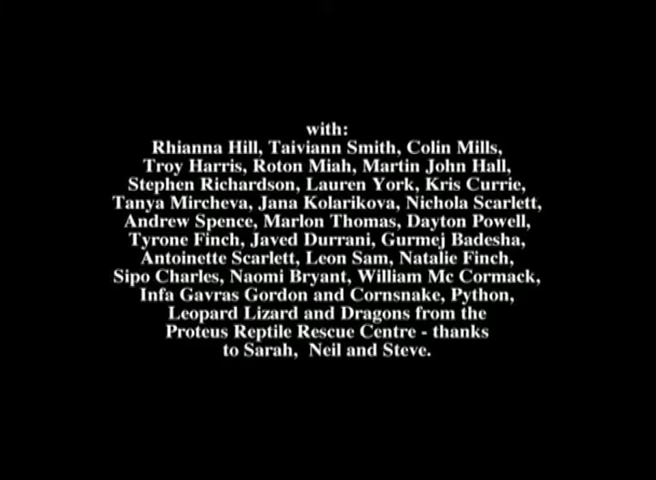 with:
Rhianna Hill, Taiviann Smith, Colin Mills,
Troy Harris, Roton Miah, Martin John Hall,
Stephen Richardson, Lauren York, Kris Currie,
Tanya Mircheva, Jana Kolarikova, Nichola Scarlett,
Andrew Spence, Marlon Thomas, Dayton Powell,
Tyrone Finch, Javed Durrani, Gurmej Badesha,
Antoinette Scarlett, Leon Sam, Natalie Finch,
Sipo Charles, Naomi Bryant, William Mc Cormack,
Infa Gavras Gordon and Cornsnake, Python,
Leopard Lizard and Dragons from the
Proteus Reptile Rescue Centre - thanks
to Sarah,  Neil and Steve.